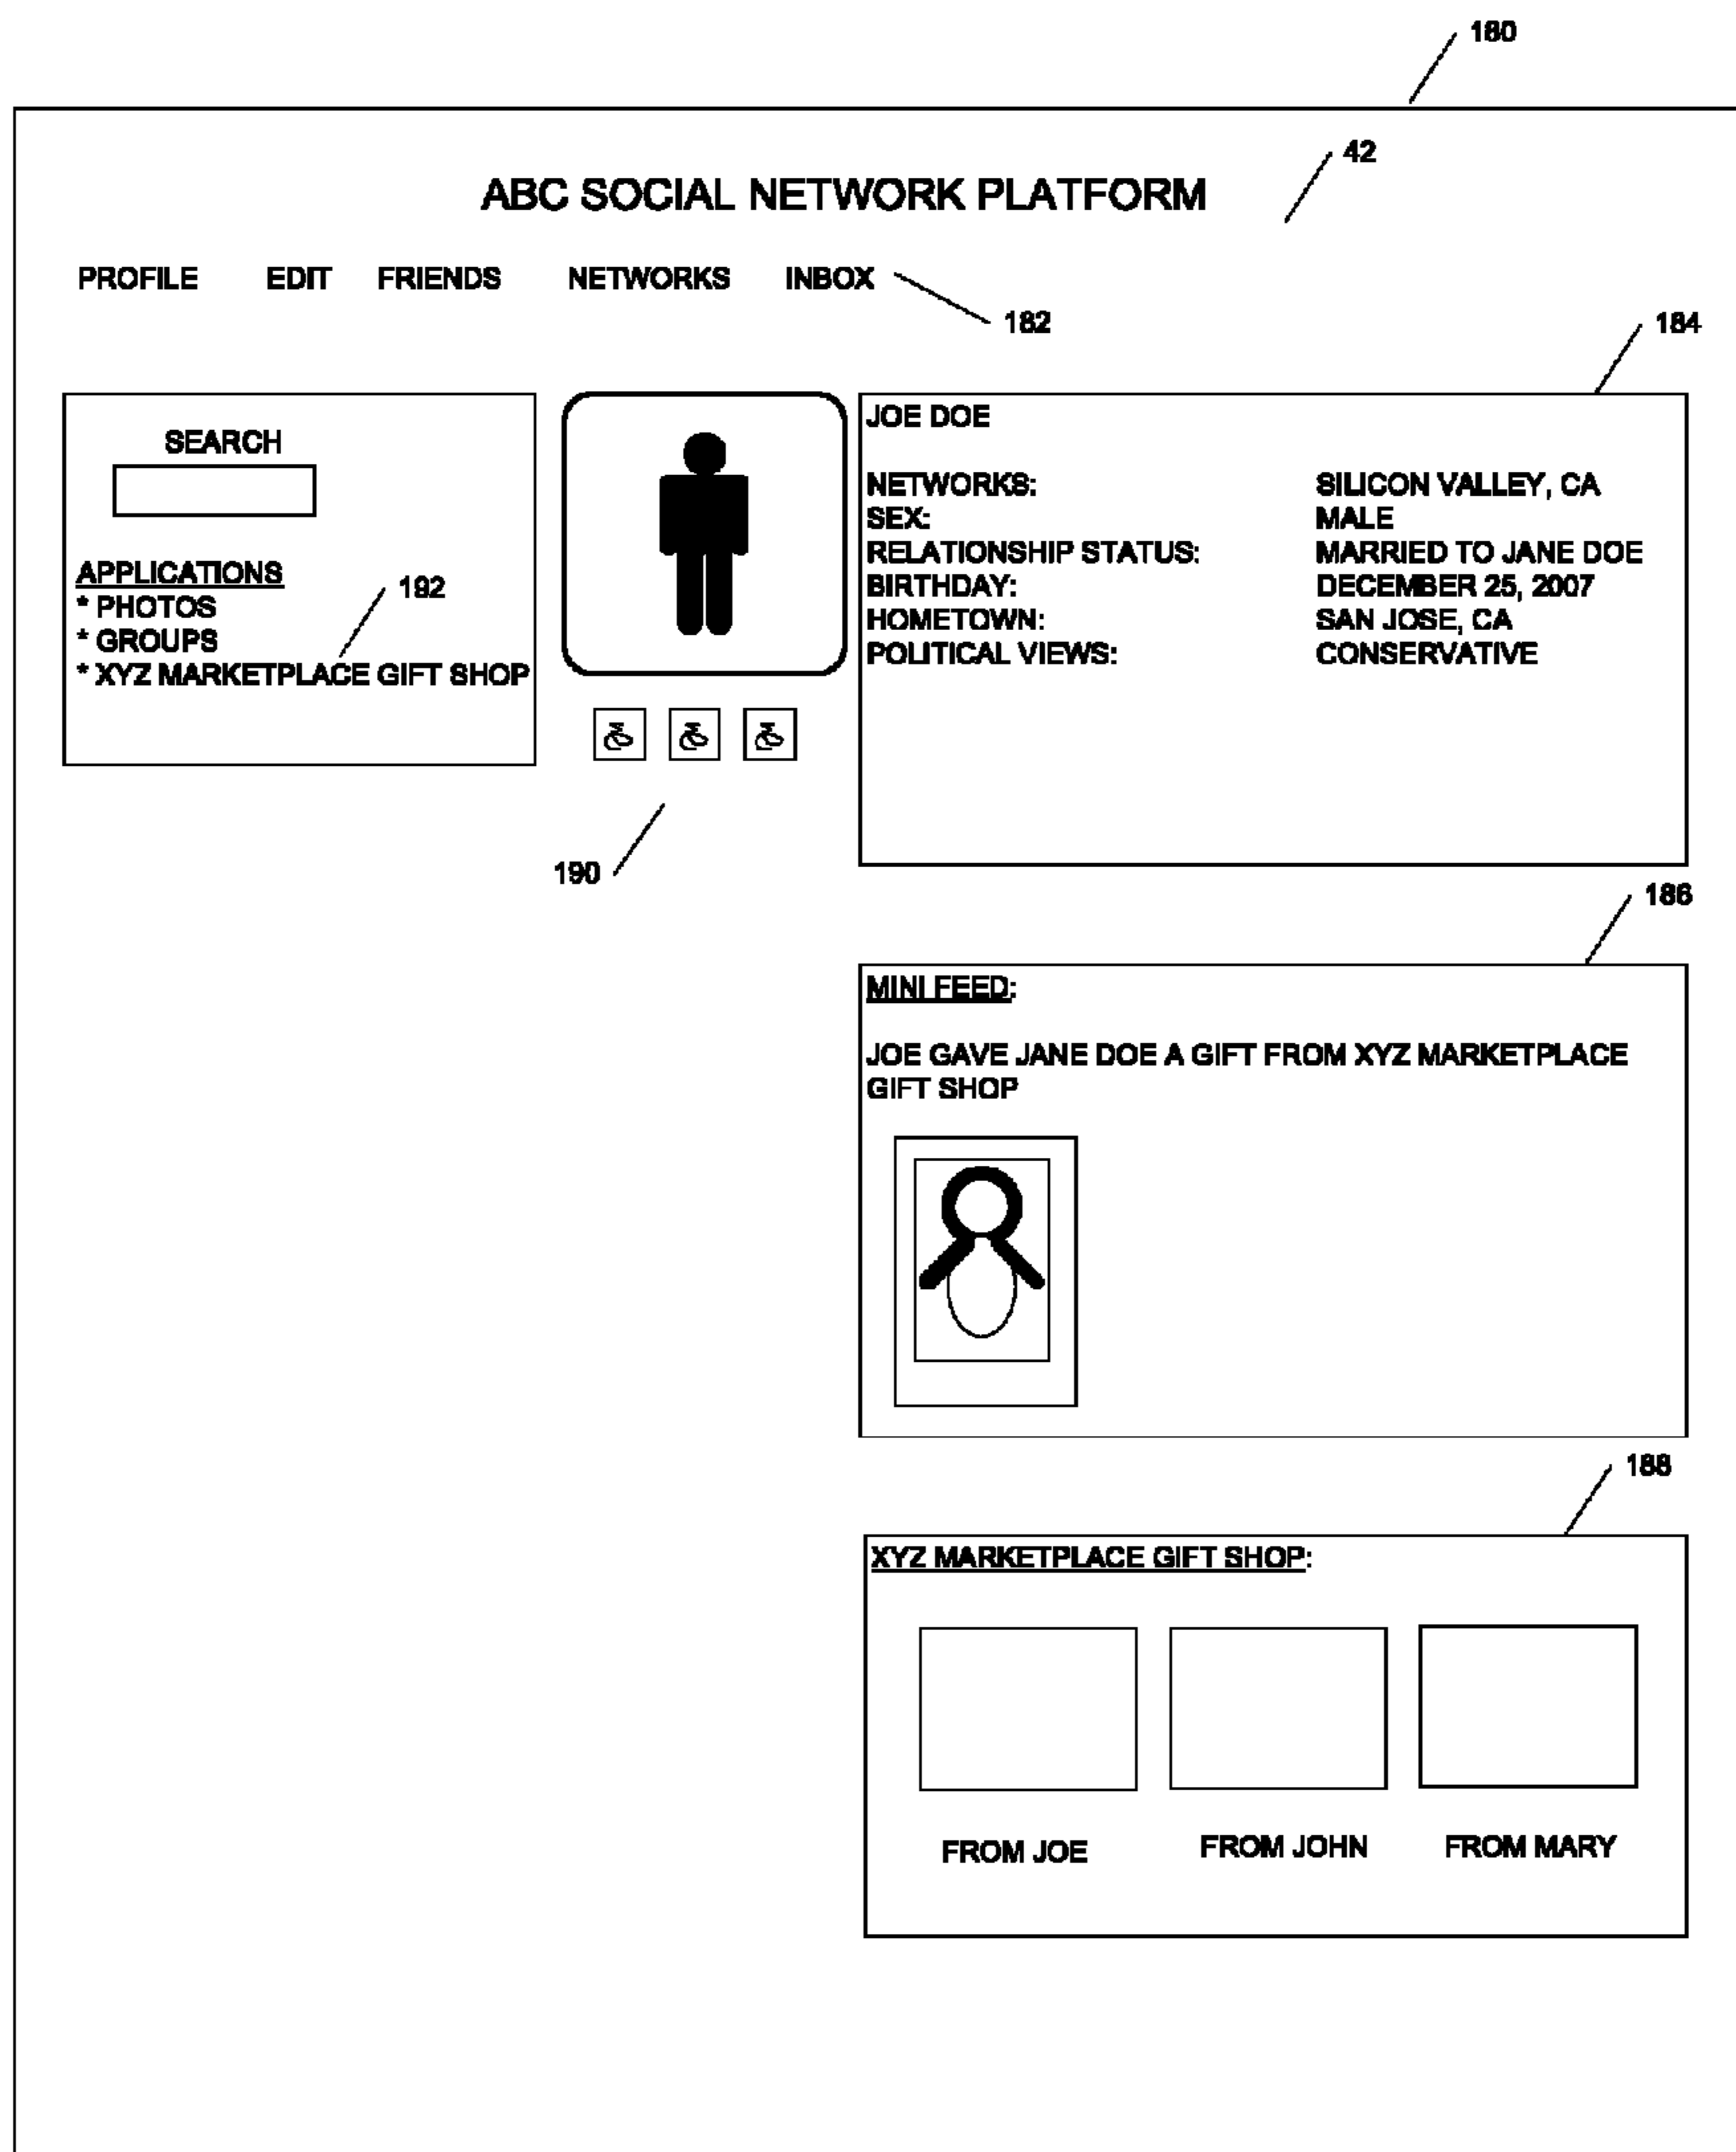 180
42
ABC SOCIAL NETWORK PLATFORM
PROFILE EDIT FRIENDS NETWORKS INBOX
182
184
SEARCH
APPLICATIONS
* PHOTOS
* GROUPS
* XYZ MARKETPLACE GIFT SHOP
192
190
JOE DOE
NETWORKS: SILICON VALLEY, CA
SEX: MALE
RELATIONSHIP STATUS: MARRIED TO JANE DOE
BIRTHDAY: DECEMBER 25, 2007
HOMETOWN: SAN JOSE, CA
POLITICAL VIEWS: CONSERVATIVE
186
MINI FEED:
JOE GAVE JANE DOE A GIFT FROM XYZ MARKETPLACE
GIFT SHOP
188
XYZ MARKETPLACE GIFT SHOP:
FROM JOE FROM JOHN FROM MARY